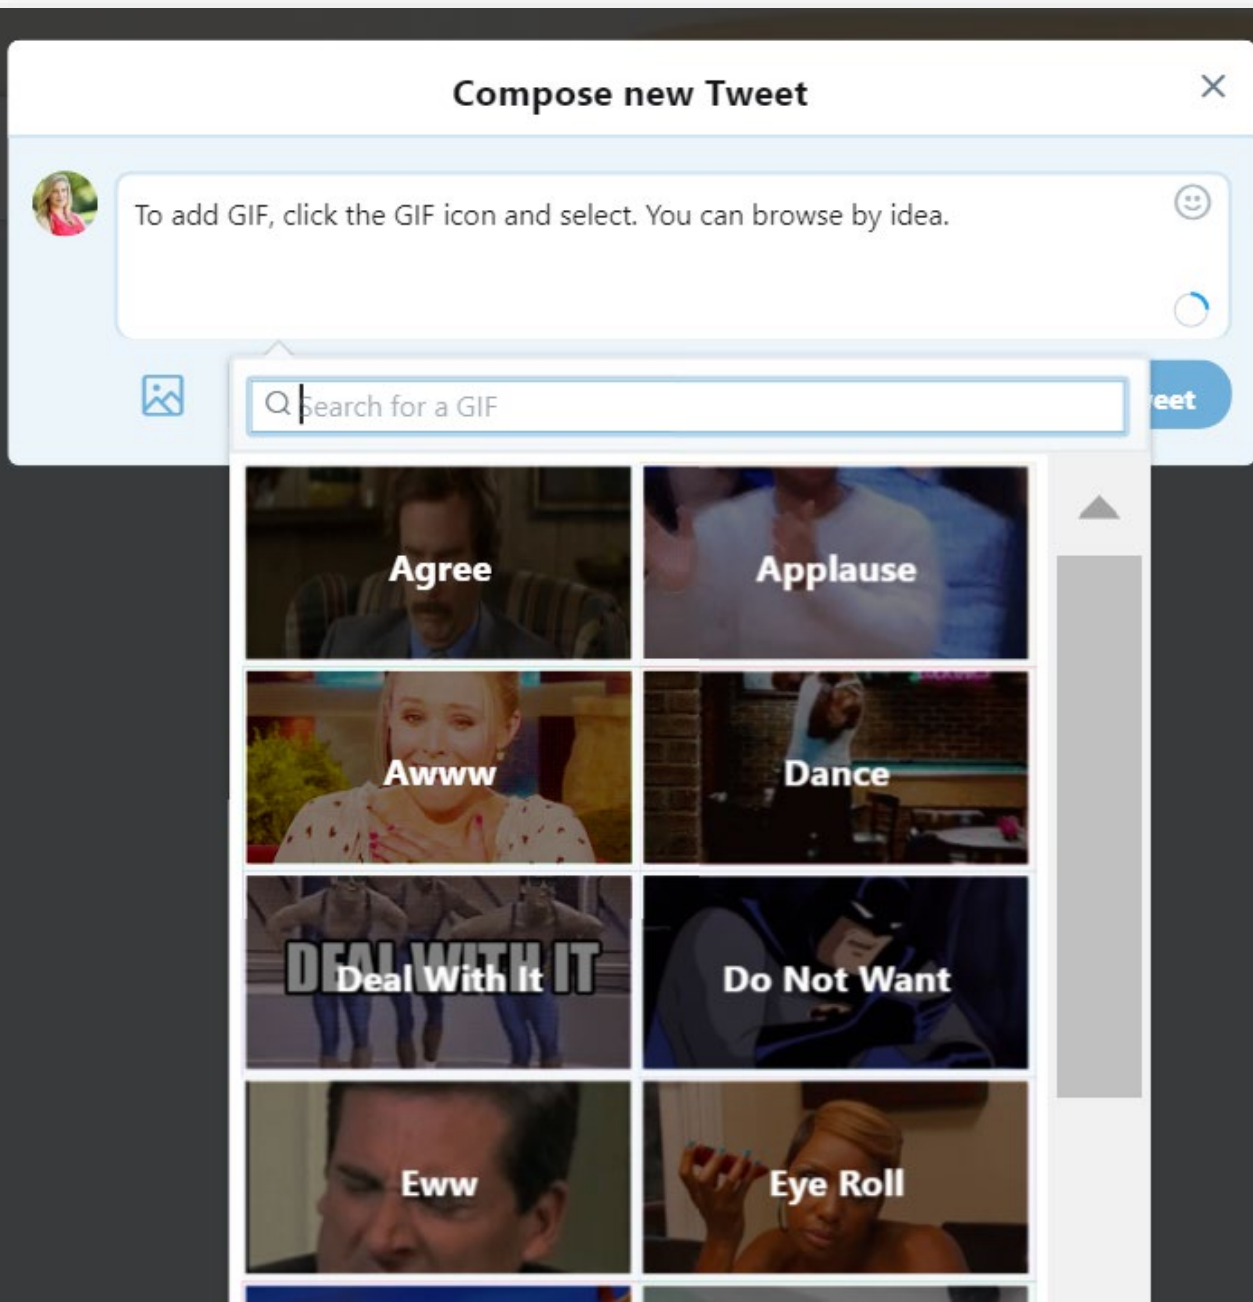 Compose new Tweet
To add GIF, click the GIF icon and select. You can browse by idea.
Search for a GIF
eet
Agree
Applause
Awww
Dance
DEAL WITH IT
Deal With It
Do Not Want
Eww
Eye Roll